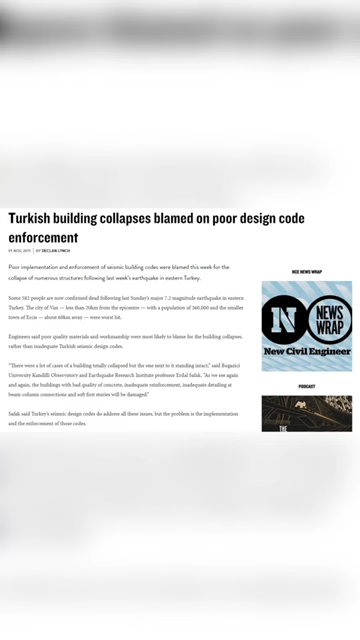 Turkish building collapses blamed on poor design code
enforcement
01 NOV, 2011 | BY DECLAN LYNCH
Poor implementation and enforcement of seismic building codes were blamed this week for the
collapse of numerous structures following last week's earthquake in eastern Turkey.
Some 582 people are now confirmed dead following last Sunday's major 7.2 magnitude earthquake in eastern
Turkey. The city of Van — less than 20km from the epicentre — with a population of 360,000 and the smaller
town of Ercis — about 60km away — were worst hit.
Engineers said poor quality materials and workmanship were most likely to blame for the building collapses,
rather than inadequate Turkish seismic design codes.
"There were a lot of cases of a building totally collapsed but the one next to it standing intact," said Bogazici
University Kandilli Observatory and Earthquake Research Institute professor Erdal Safak. "As we see again
and again, the buildings with bad quality of concrete, inadequate reinforcement, inadequate detailing at
beam column connections and soft first stories will be damaged."
Safak said Turkey's seismic design codes do address all these issues, but the problem is the implementation
and the enforcement of those codes.
NCE NEWS WRAP
N NEWS
WRAP
New Civil Engineer
PODCAST
THE